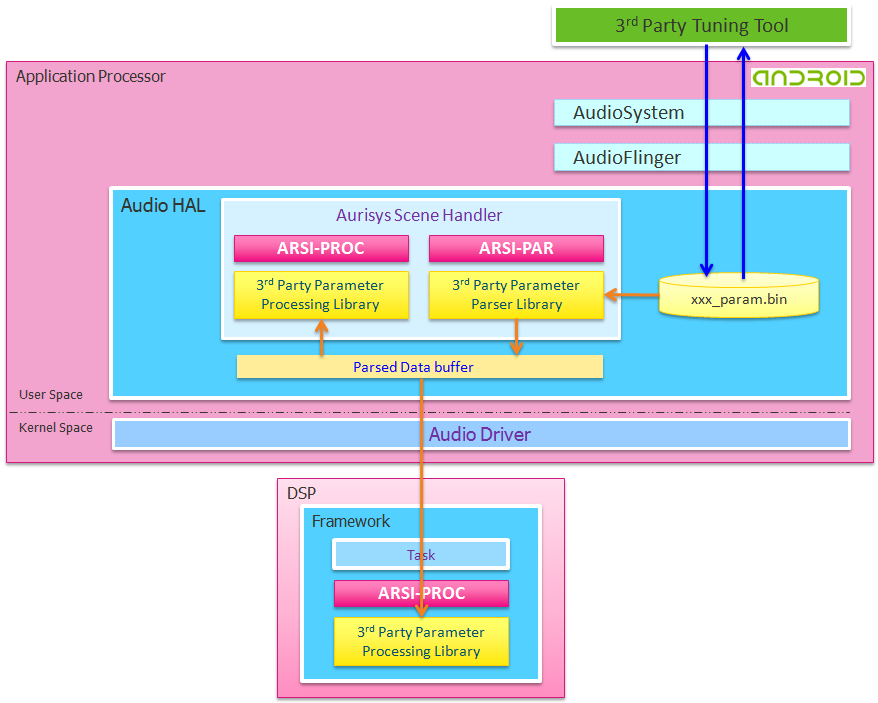 3rd Party Tuning Tool
Application Processor
ANDROID
AudioSystem
AudioFlinger
Audio HAL
Aurisys Scene Handler
ARSI-PROC
ARSI-PAR
3rd Party Parameter
Processing Library
3rd Party Parameter
Parser Library
xxx_param.bin
Parsed Data buffer
User Space
Kernel Space
Audio Driver
DSP
Framework
Task
ARSI-PROC
3rd Party Parameter
Processing Library